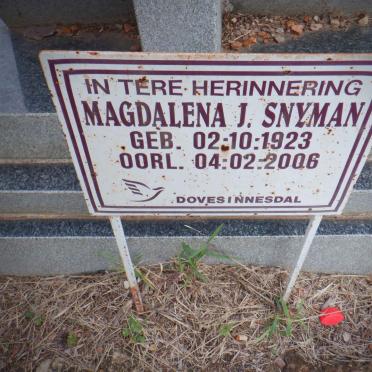 IN TERE HERINNERING
MAGDALENA J. SNYMAN
GEB. 02.10.1923
OORL. 04.02.2006
DOVES INNESDAL